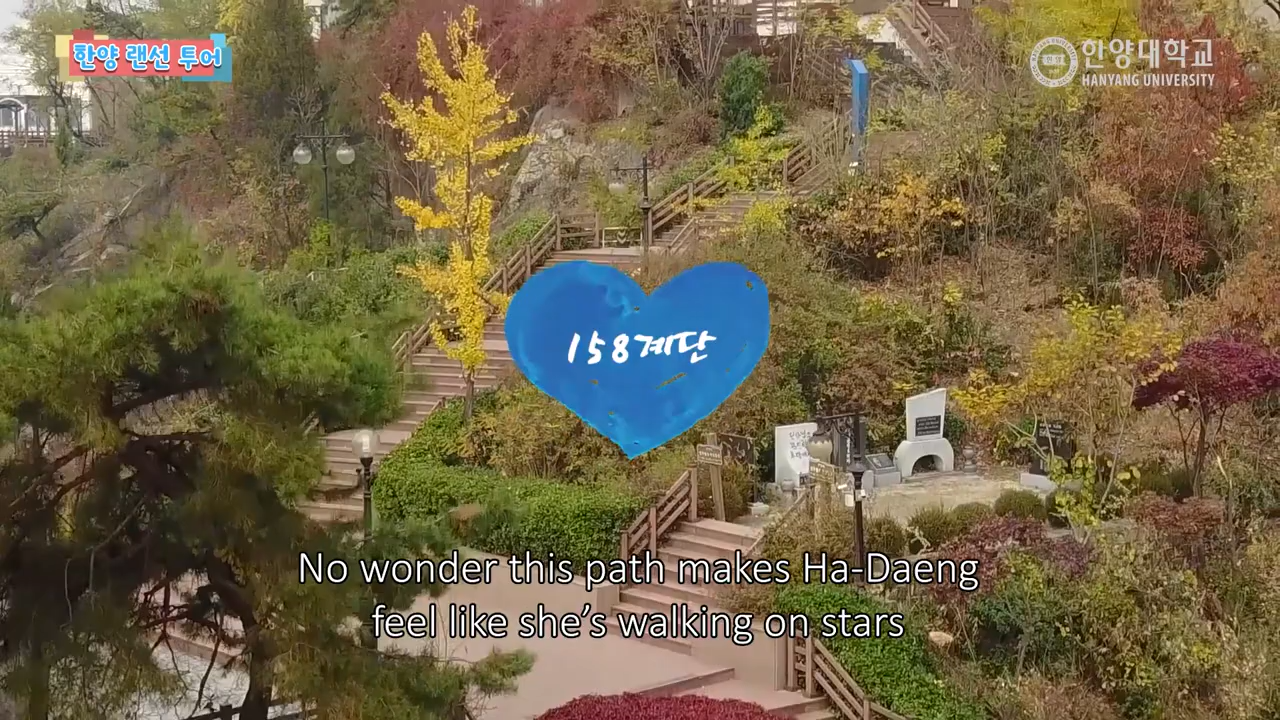 한양 랜선 투어
한양대학교
HANYANG UNIVERSITY
158계단
No wonder this path makes Ha-Daeng
feel like she's walking on stars